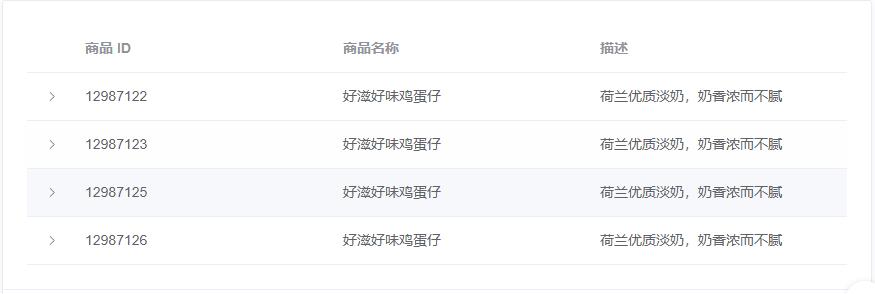 商品 ID 商品名称 描述
12987122 好滋好味鸡蛋仔 荷兰优质淡奶，奶香浓而不腻
12987123 好滋好味鸡蛋仔 荷兰优质淡奶，奶香浓而不腻
12987125 好滋好味鸡蛋仔 荷兰优质淡奶，奶香浓而不腻
12987126 好滋好味鸡蛋仔 荷兰优质淡奶，奶香浓而不腻